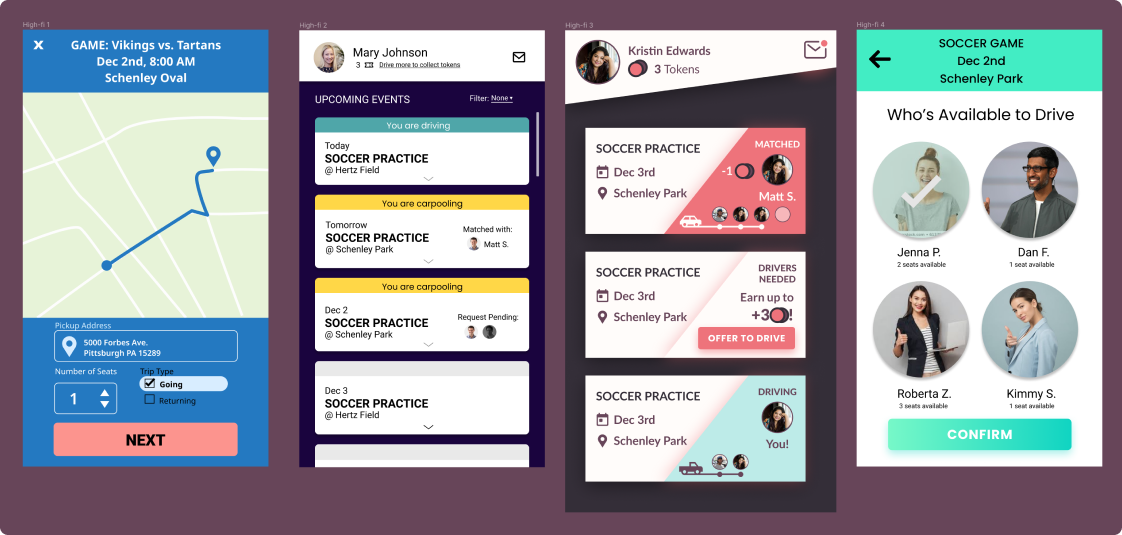 High-fi 1
X
GAME: Vikings vs. Tartans
Dec 2nd, 8:00 AM
Schenley Oval
Pickup Address
5000 Forbes Ave.
Pittsburgh PA 15289
Number of Seats
1
Trip Type
Going
Returning
NEXT
High-fi 2
Mary Johnson
3 Drive more to collect tokens
UPCOMING EVENTS
Filter: None
You are driving
Today
SOCCER PRACTICE
@ Hertz Field
You are carpooling
Tomorrow
SOCCER PRACTICE
@ Schenley Park
Matched with:
Matt S.
You are carpooling
Dec 2
SOCCER PRACTICE
@ Schenley Park
Request Pending:
Dec 3
SOCCER PRACTICE
@ Hertz Field
High-fi 3
Kristin Edwards
3 Tokens
SOCCER PRACTICE
Dec 3rd
Schenley Park
MATCHED
-1
Matt S.
SOCCER PRACTICE
Dec 3rd
Schenley Park
DRIVERS
NEEDED
Earn up to
+3!
OFFER TO DRIVE
SOCCER PRACTICE
Dec 3rd
Schenley Park
DRIVING
You!
High-fi 4
SOCCER GAME
Dec 2nd
Schenley Park
Who's Available to Drive
Jenna P.
2 seats available
Dan F.
1 seat available
Roberta Z.
3 seats available
Kimmy S.
1 seat available
CONFIRM